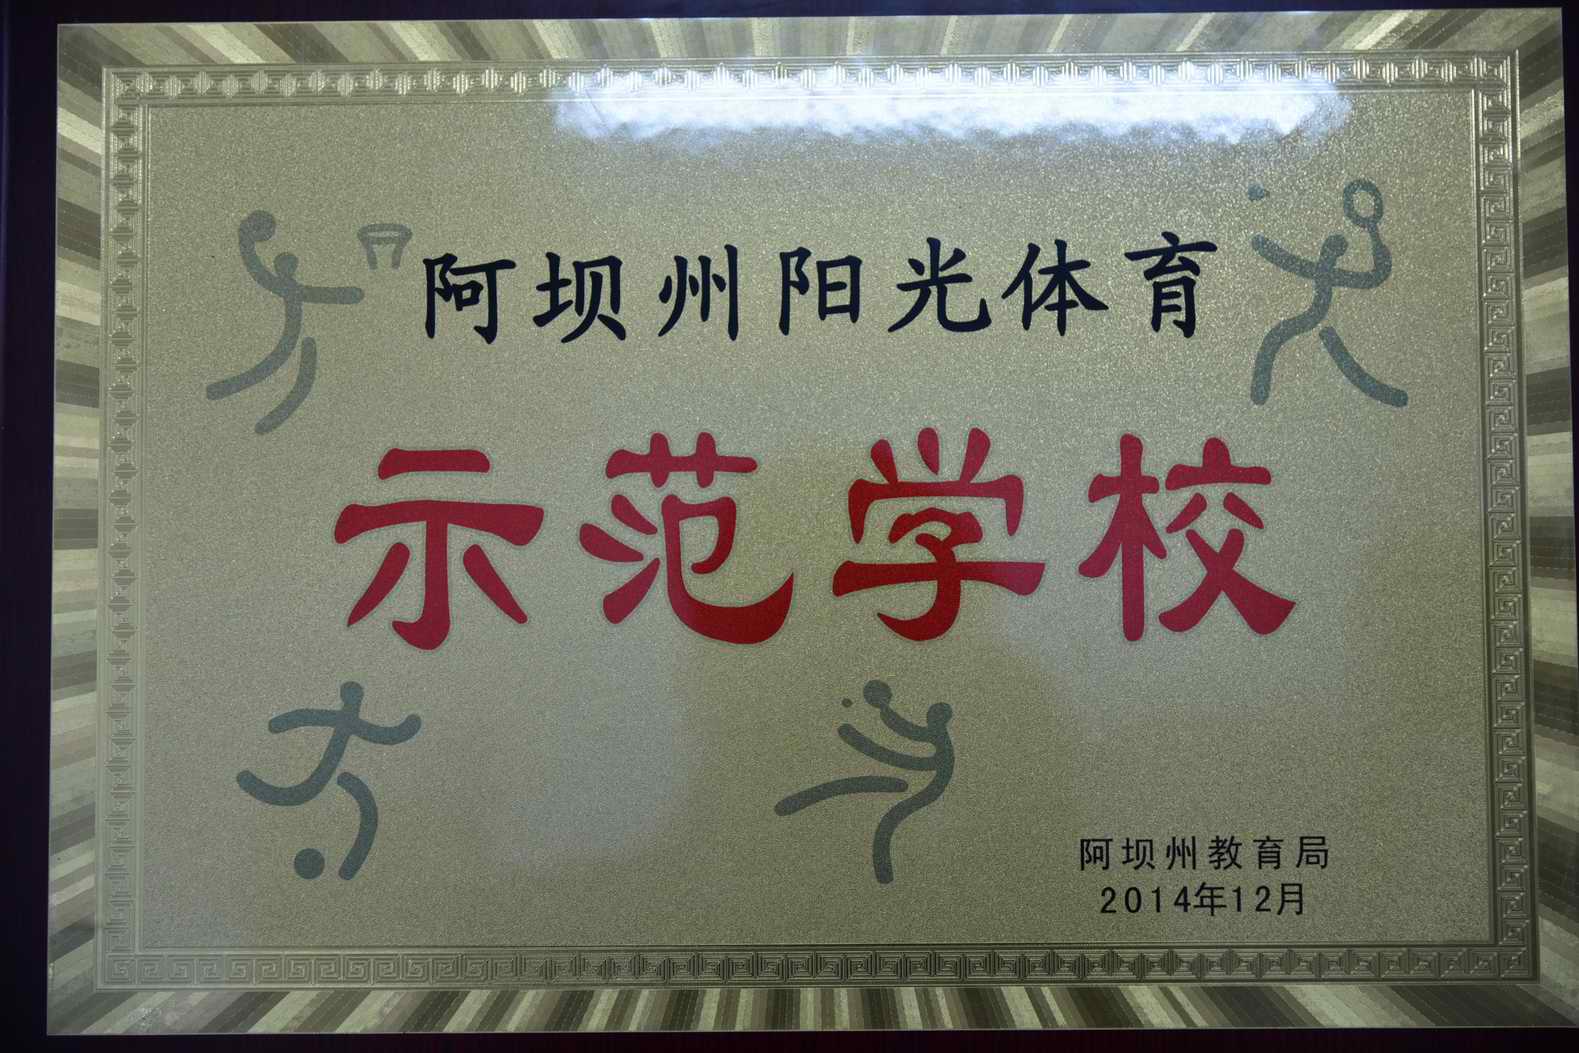 阿坝州阳光体育
示范学校
阿坝州教育局
2014年12月